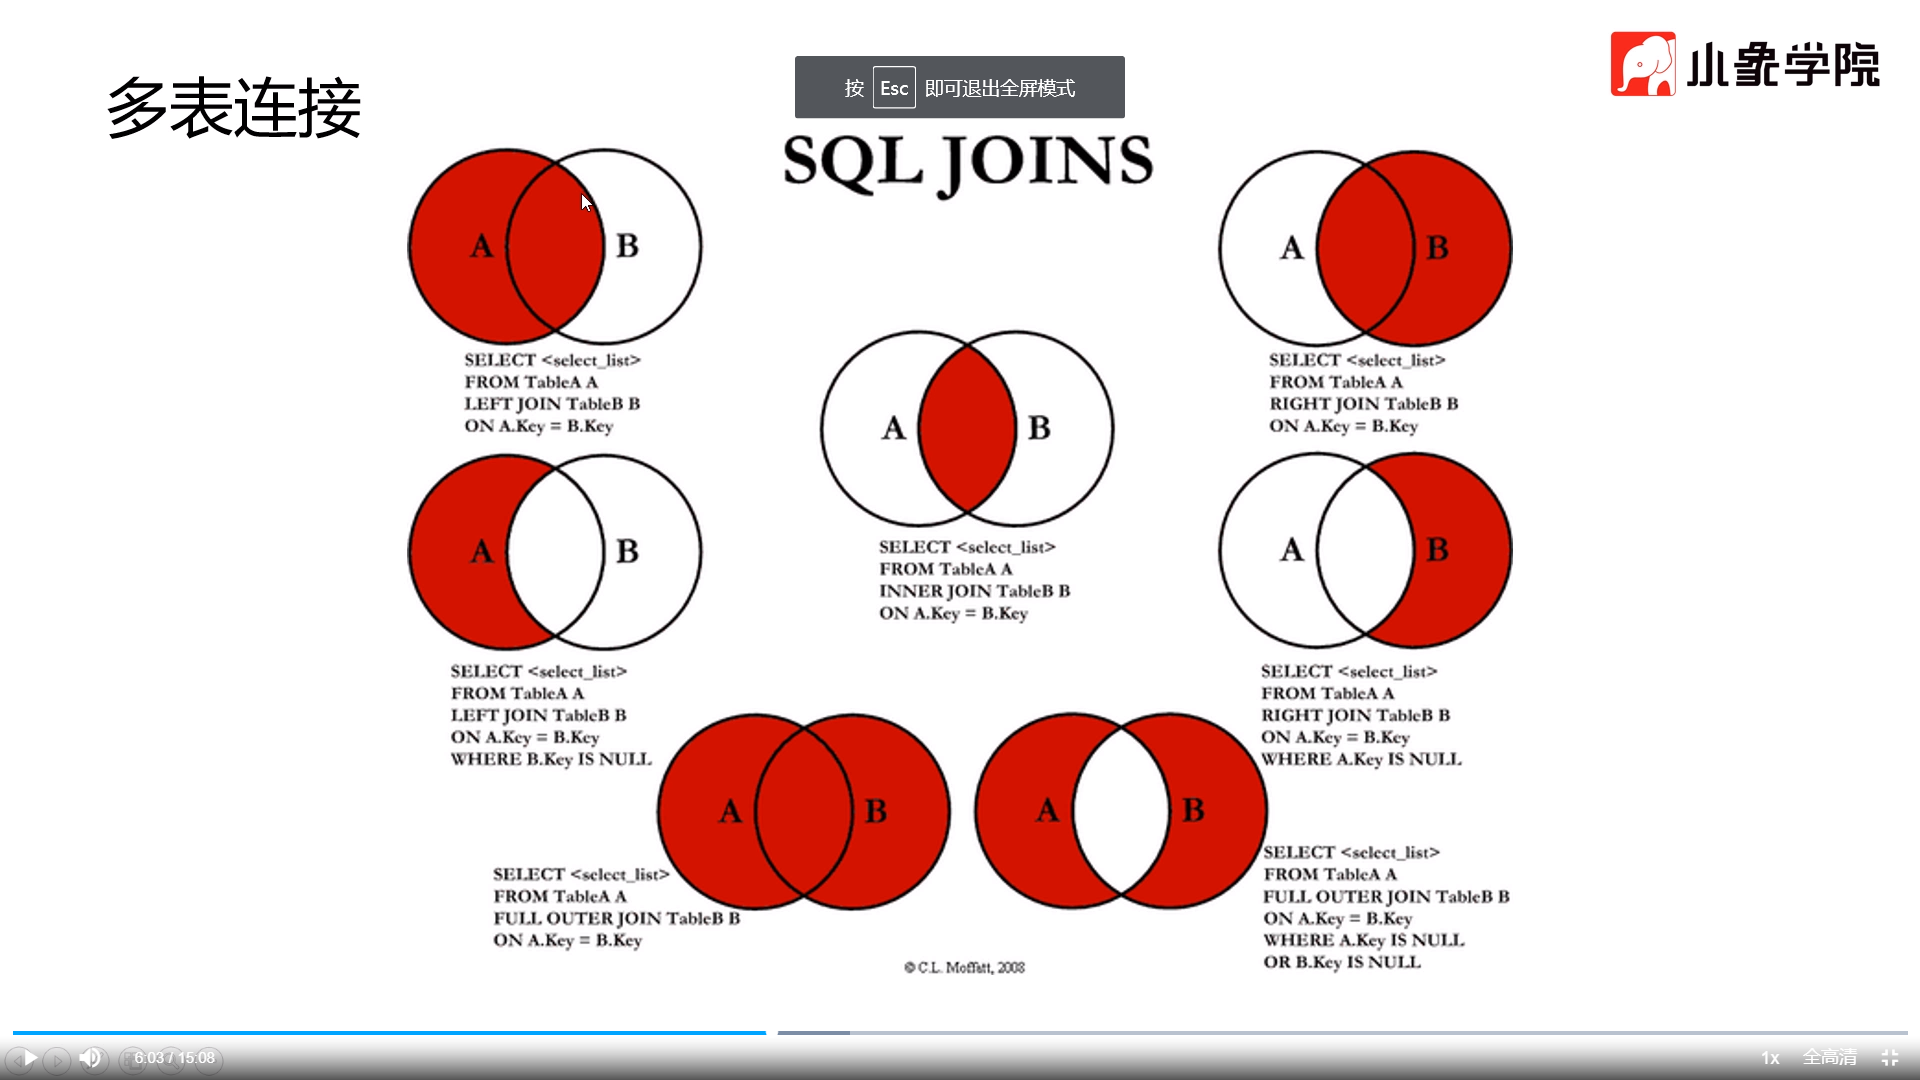 小象学院
多表连接
按 Esc 即可退出全屏模式
SQL JOINS
A B
SELECT <select_list>
FROM TableA A
LEFT JOIN TableB B
ON A.Key = B.Key
A B
SELECT <select_list>
FROM TableA A
RIGHT JOIN TableB B
ON A.Key = B.Key
A B
SELECT <select_list>
FROM TableA A
INNER JOIN TableB B
ON A.Key = B.Key
A B
SELECT <select_list>
FROM TableA A
LEFT JOIN TableB B
ON A.Key = B.Key
WHERE B.Key IS NULL
A B
SELECT <select_list>
FROM TableA A
RIGHT JOIN TableB B
ON A.Key = B.Key
WHERE A.Key IS NULL
A B
SELECT <select_list>
FROM TableA A
FULL OUTER JOIN TableB B
ON A.Key = B.Key
A B
SELECT <select_list>
FROM TableA A
FULL OUTER JOIN TableB B
ON A.Key = B.Key
WHERE A.Key IS NULL
OR B.Key IS NULL
© C.L. Moffatt, 2008
6:03 / 15:08
1x 全高清